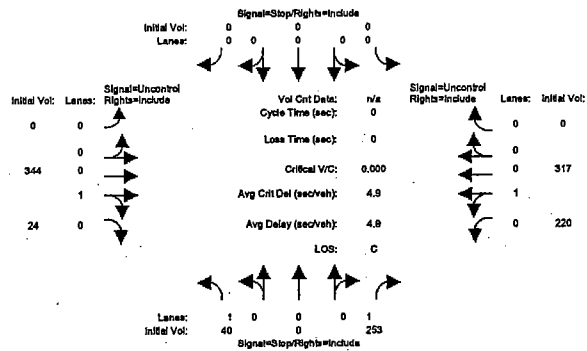 Signal=Stop/Rights=Include
Initial Vol: 0 0 0
Lanes: 0 0 0 0 0
Signal=Uncontrol
Initial Vol: Lanes: Rights=Include
Vol Cnt Data: n/a
Cycle Time (sec): 0
Signal=Uncontrol
Rights=Include Lanes: Initial Vol:
0 0
0 0
Loss Time (sec): 0
0
0
344 0
Critical V/C: 0.000
0 317
1
Avg Crit Del (sec/veh): 4.9
1
24 0
Avg Delay (sec/veh): 4.9
0 220
LOS: C
Lanes: 1 0 0 0 1
Initial Vol: 40 0 253
Signal=Stop/Rights=Include